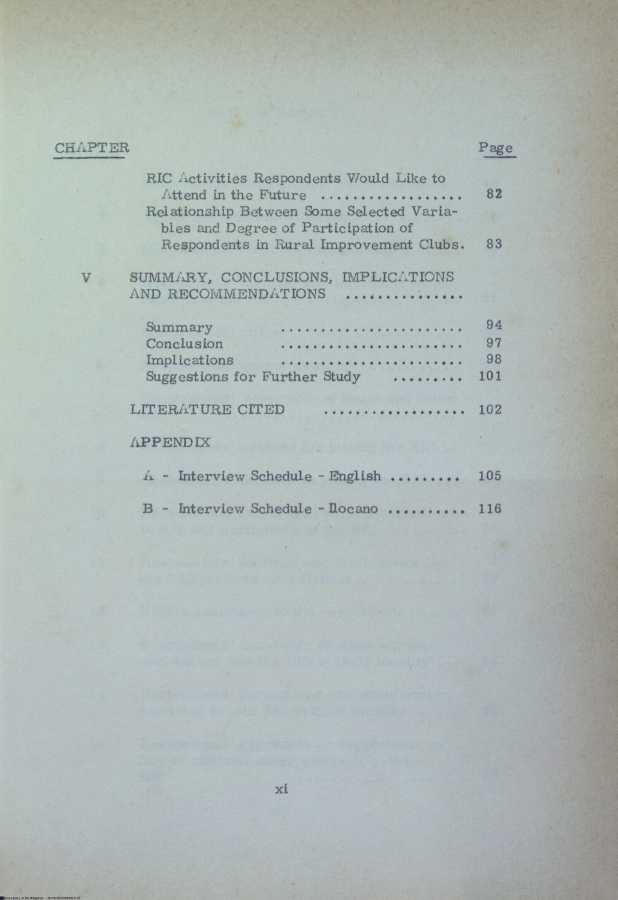 CHAPTER Page
RIC Activities Respondents Would Like to
Attend in the Future .................. 82
Relationship Between Some Selected Varia-
bles and Degree of Participation of
Respondents in Rural Improvement Clubs. 83
V SUMMARY, CONCLUSIONS, IMPLICATIONS
AND RECOMMENDATIONS ...............
Summary ....................... 94
Conclusion ....................... 97
Implications ....................... 98
Suggestions for Further Study ......... 101
LITERATURE CITED .................. 102
APPENDIX
A - Interview Schedule - English ......... 105
B - Interview Schedule - Ilocano .......... 116
xi